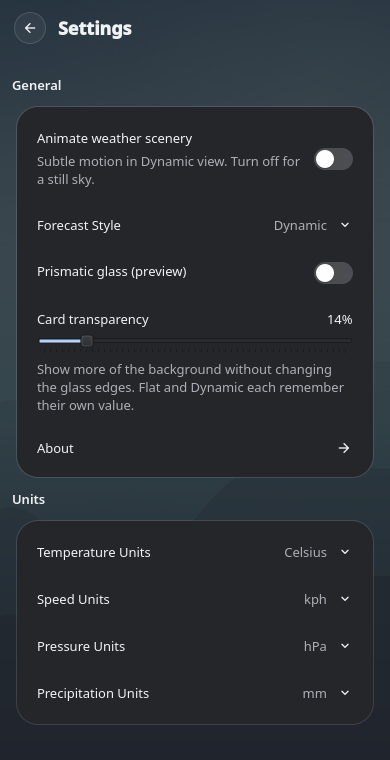 Settings
General
Animate weather scenery
Subtle motion in Dynamic view. Turn off for
a still sky.
Forecast Style
Dynamic
Prismatic glass (preview)
Card transparency
14%
Show more of the background without changing
the glass edges. Flat and Dynamic each remember
their own value.
About
Units
Temperature Units
Celsius
Speed Units
kph
Pressure Units
hPa
Precipitation Units
mm